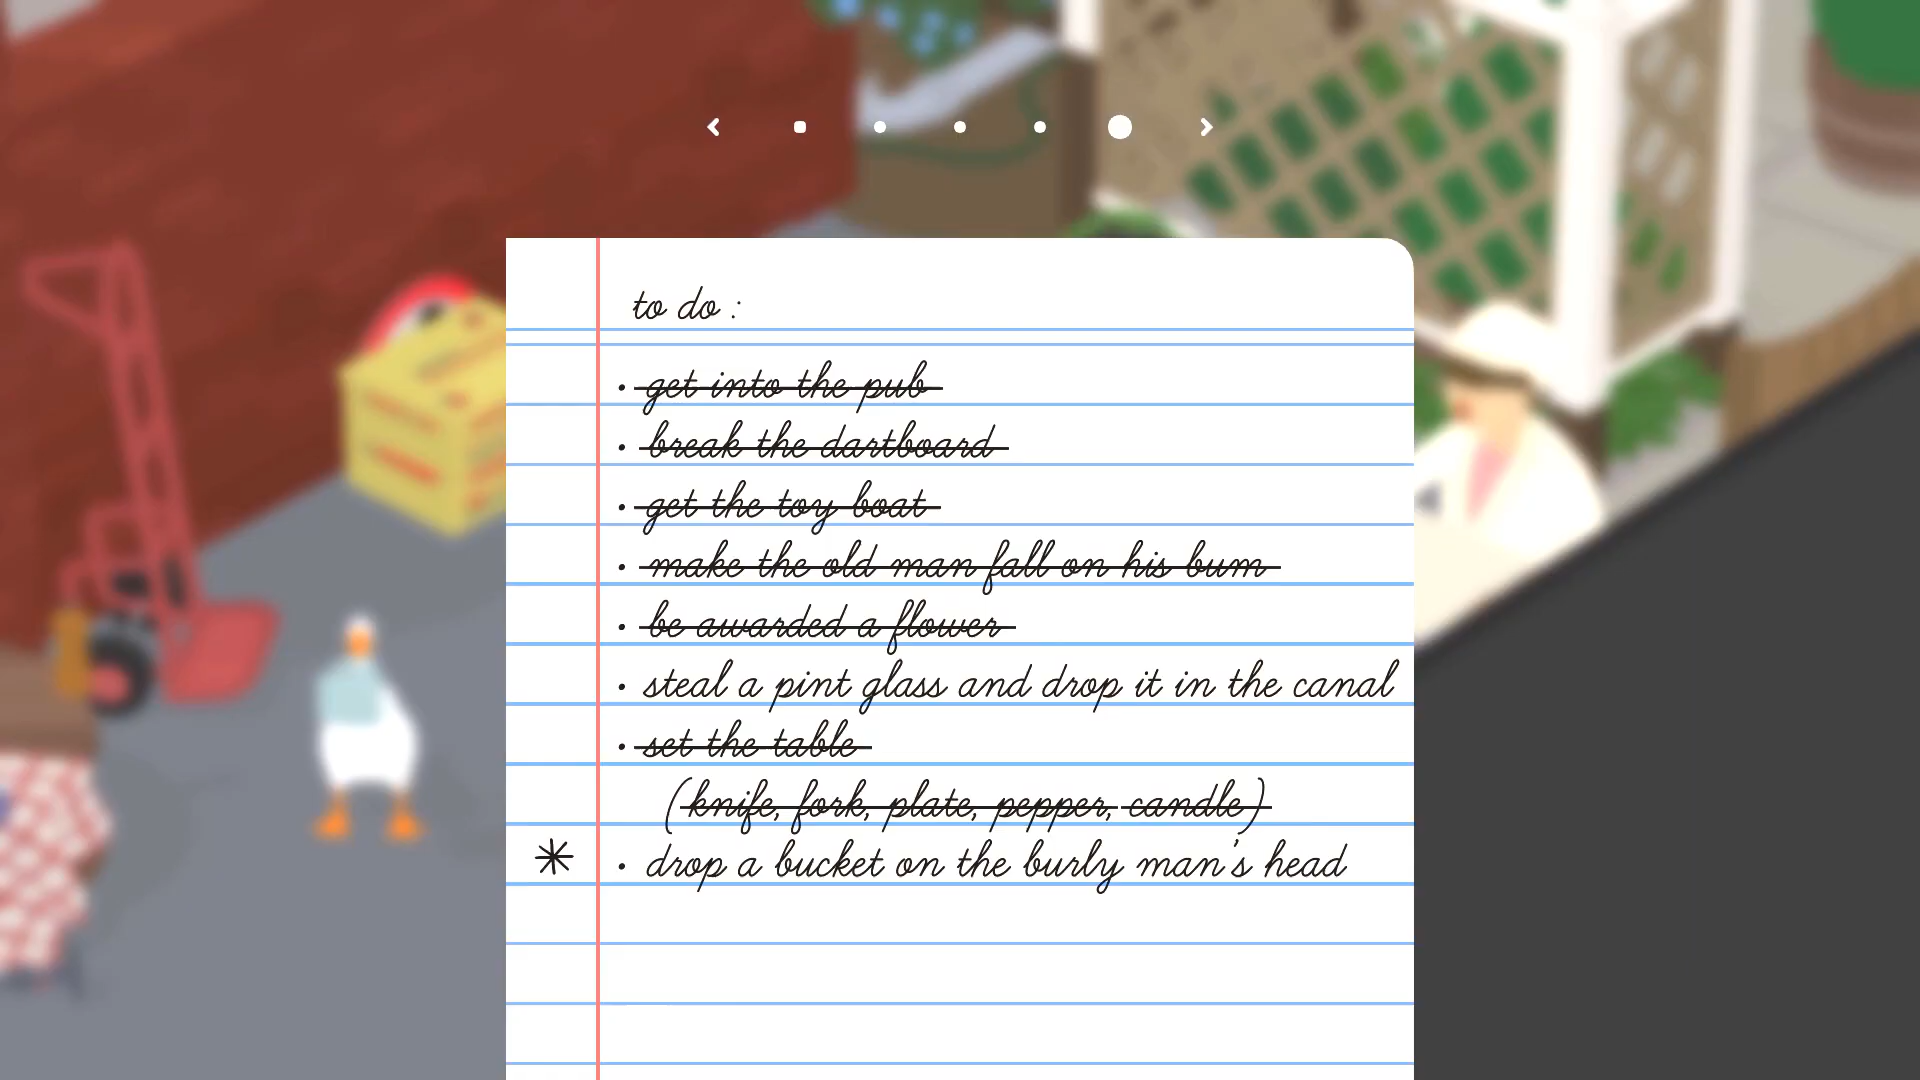 to do :
• get into the pub
• break the dartboard
• get the toy boat
• make the old man fall on his bum
• be awarded a flower
• steal a pint glass and drop it in the canal
• set the table
(knife, fork, plate, pepper, candle)
* • drop a bucket on the burly man's head